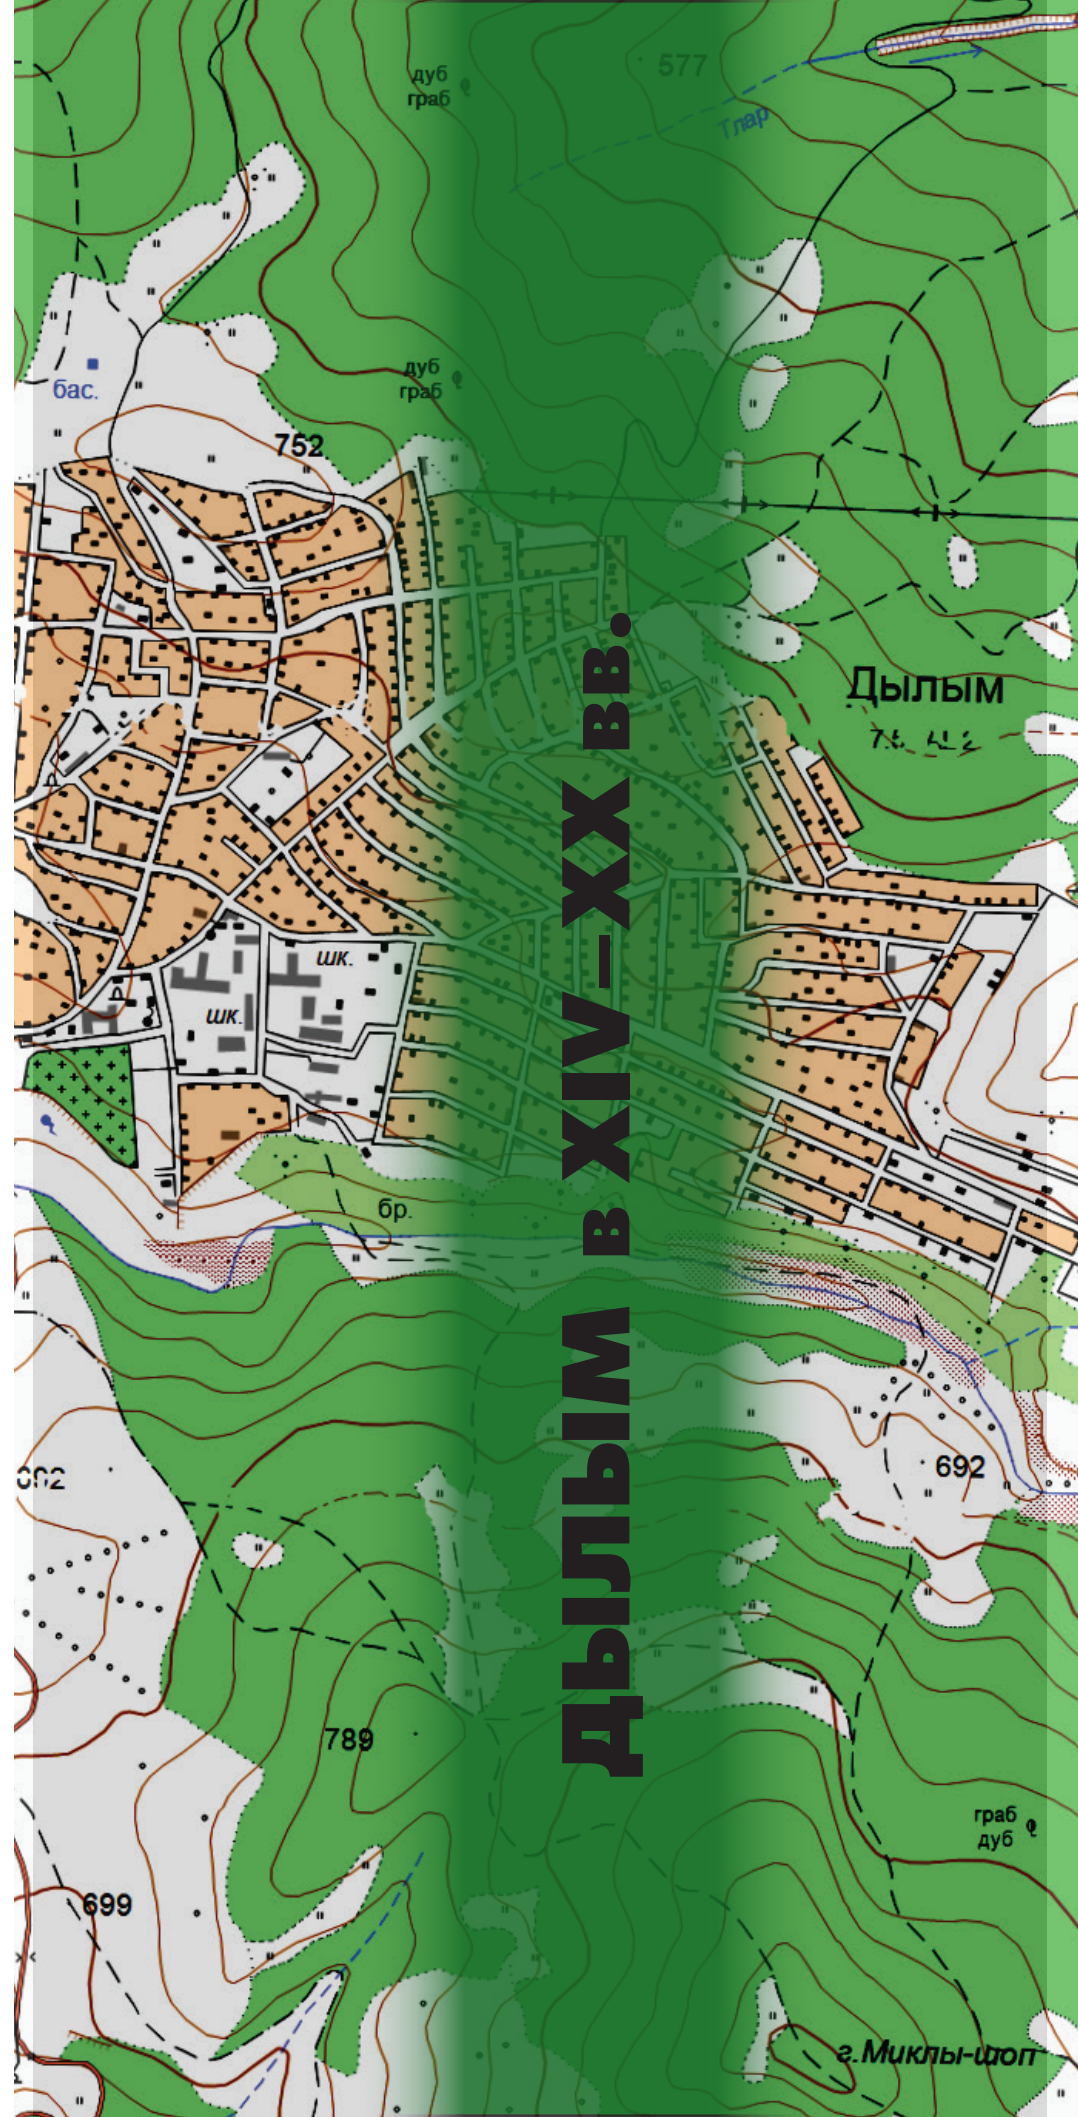 577
дуб
граб
Тлар
дуб
граб
бас.
752
Дылым
ДЫЛЫМ В XIV–XX ВВ.
шк.
шк.
бр.
692
789
граб
дуб
699
г.Миклы-шоп